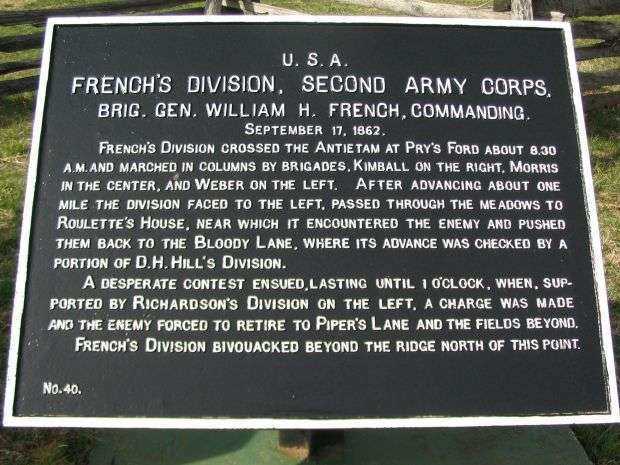 U.S.A.
FRENCH'S DIVISION, SECOND ARMY CORPS,
BRIG. GEN. WILLIAM H. FRENCH, COMMANDING.
SEPTEMBER 17, 1862.
FRENCH'S DIVISION CROSSED THE ANTIETAM AT PRY'S FORD ABOUT 8.30
A.M. AND MARCHED IN COLUMNS BY BRIGADES, KIMBALL ON THE RIGHT, MORRIS
IN THE CENTER, AND WEBER ON THE LEFT. AFTER ADVANCING ABOUT ONE
MILE THE DIVISION FACED TO THE LEFT, PASSED THROUGH THE MEADOWS TO
ROULETTE'S HOUSE, NEAR WHICH IT ENCOUNTERED THE ENEMY AND PUSHED
THEM BACK TO THE BLOODY LANE, WHERE ITS ADVANCE WAS CHECKED BY A
PORTION OF D.H. HILL'S DIVISION.
A DESPERATE CONTEST ENSUED, LASTING UNTIL 1 O'CLOCK, WHEN, SUP-
PORTED BY RICHARDSON'S DIVISION ON THE LEFT, A CHARGE WAS MADE
AND THE ENEMY FORCED TO RETIRE TO PIPER'S LANE AND THE FIELDS BEYOND.
FRENCH'S DIVISION BIVOUACKED BEYOND THE RIDGE NORTH OF THIS POINT.
NO. 40.